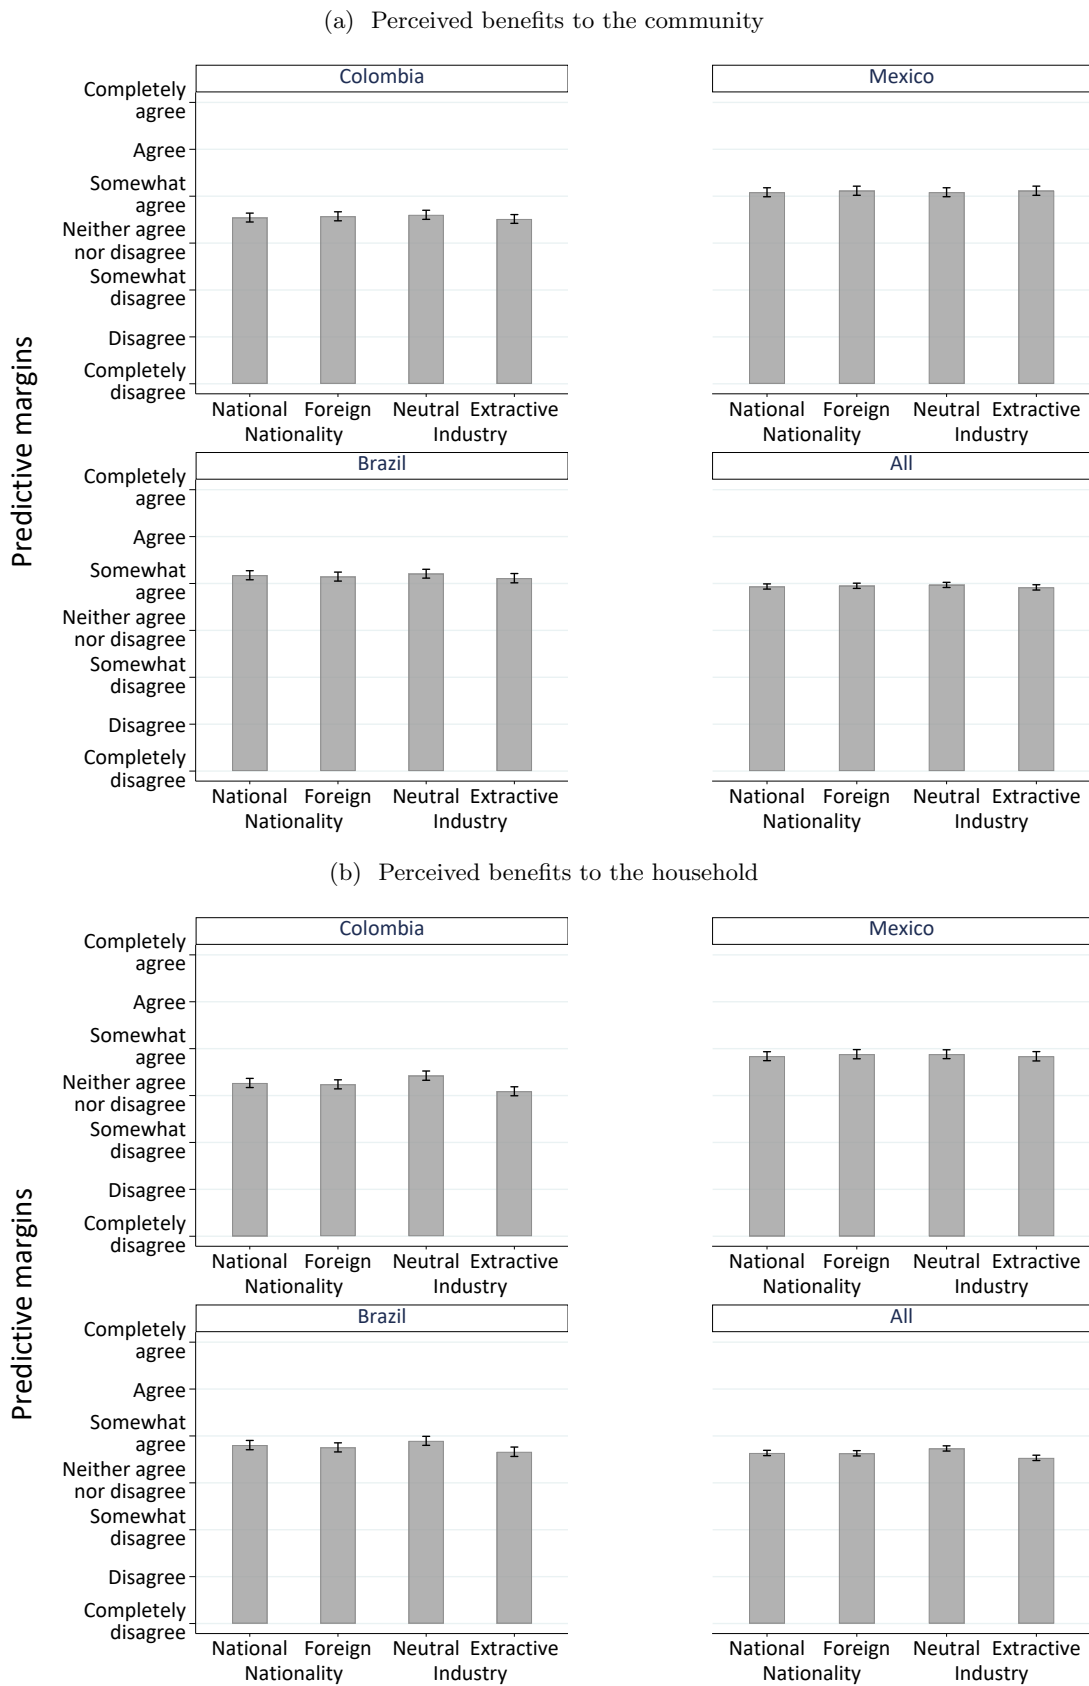 (a) Perceived benefits to the community
Predictive margins
Colombia
Mexico
Completely
agree
Agree
Somewhat
agree
Neither agree
nor disagree
Somewhat
disagree
Disagree
Completely
disagree
National Foreign Neutral Extractive
Nationality Industry
National Foreign Neutral Extractive
Nationality Industry
Brazil
All
Completely
agree
Agree
Somewhat
agree
Neither agree
nor disagree
Somewhat
disagree
Disagree
Completely
disagree
National Foreign Neutral Extractive
Nationality Industry
National Foreign Neutral Extractive
Nationality Industry
(b) Perceived benefits to the household
Predictive margins
Colombia
Mexico
Completely
agree
Agree
Somewhat
agree
Neither agree
nor disagree
Somewhat
disagree
Disagree
Completely
disagree
National Foreign Neutral Extractive
Nationality Industry
National Foreign Neutral Extractive
Nationality Industry
Brazil
All
Completely
agree
Agree
Somewhat
agree
Neither agree
nor disagree
Somewhat
disagree
Disagree
Completely
disagree
National Foreign Neutral Extractive
Nationality Industry
National Foreign Neutral Extractive
Nationality Industry